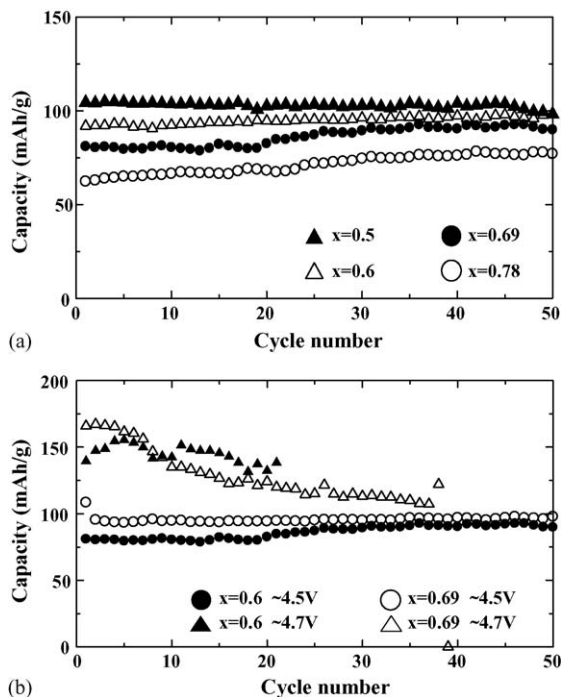 150
100
50
0
Capacity (mAh/g)
x=0.5
x=0.69
x=0.6
x=0.78
0 10 20 30 40 50
(a)
Cycle number
200
150
100
50
0
Capacity (mAh/g)
x=0.6 ~4.5V
x=0.69 ~4.5V
x=0.6 ~4.7V
x=0.69 ~4.7V
0 10 20 30 40 50
(b)
Cycle number